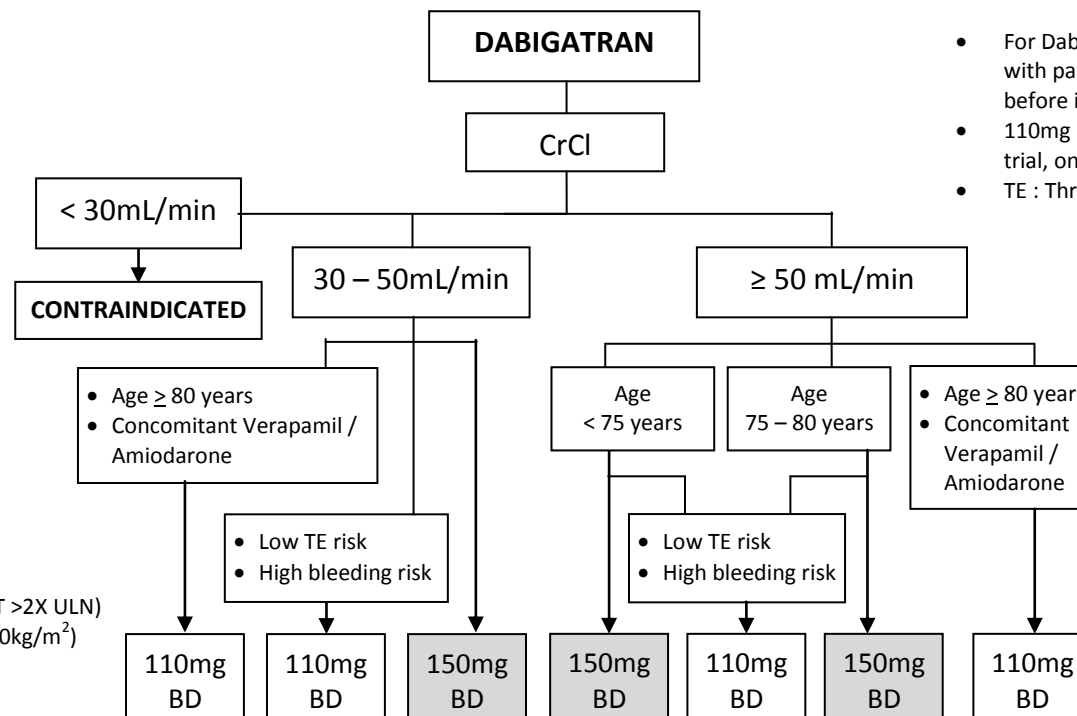 DABIGATRAN
• For Dab
with pa
before i
• 110mg
trial, on
• TE : Thr
CrCl
< 30mL/min
CONTRAINDICATED
30 – 50mL/min
≥ 50 mL/min
• Age ≥ 80 years
• Concomitant Verapamil /
Amiodarone
Age
< 75 years
Age
75 – 80 years
• Age ≥ 80 year
• Concomitant
Verapamil /
Amiodarone
• Low TE risk
• High bleeding risk
• Low TE risk
• High bleeding risk
T >2X ULN)
0kg/m²)
110mg
BD
110mg
BD
150mg
BD
150mg
BD
110mg
BD
150mg
BD
110mg
BD